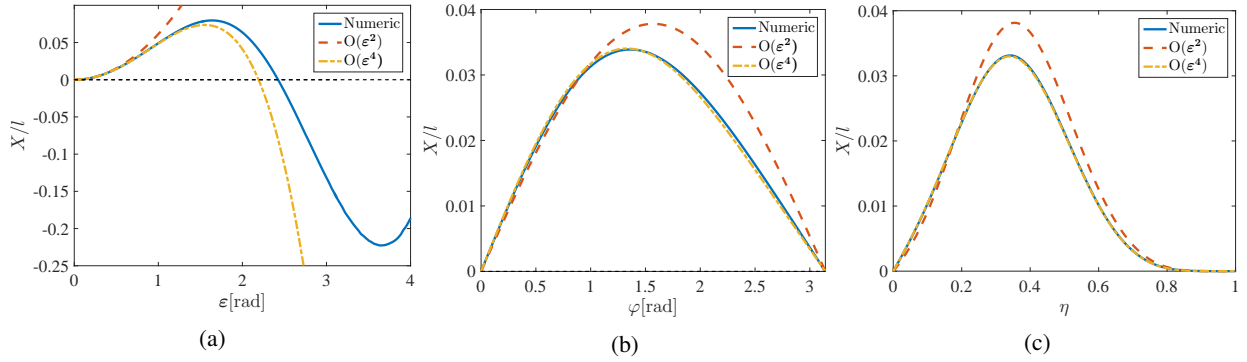 0.05
0
-0.05
-0.1
-0.15
-0.2
-0.25
X/l
0
1
2
3
4
ε[rad]
Numeric
O(ε²)
O(ε⁴)
(a)
0.04
0.03
0.02
0.01
0
X/l
0
0.5
1
1.5
2
2.5
3
φ[rad]
Numeric
O(ε²)
O(ε⁴)
(b)
0.04
0.03
0.02
0.01
0
X/l
0
0.2
0.4
0.6
0.8
1
η
Numeric
O(ε²)
O(ε⁴)
(c)